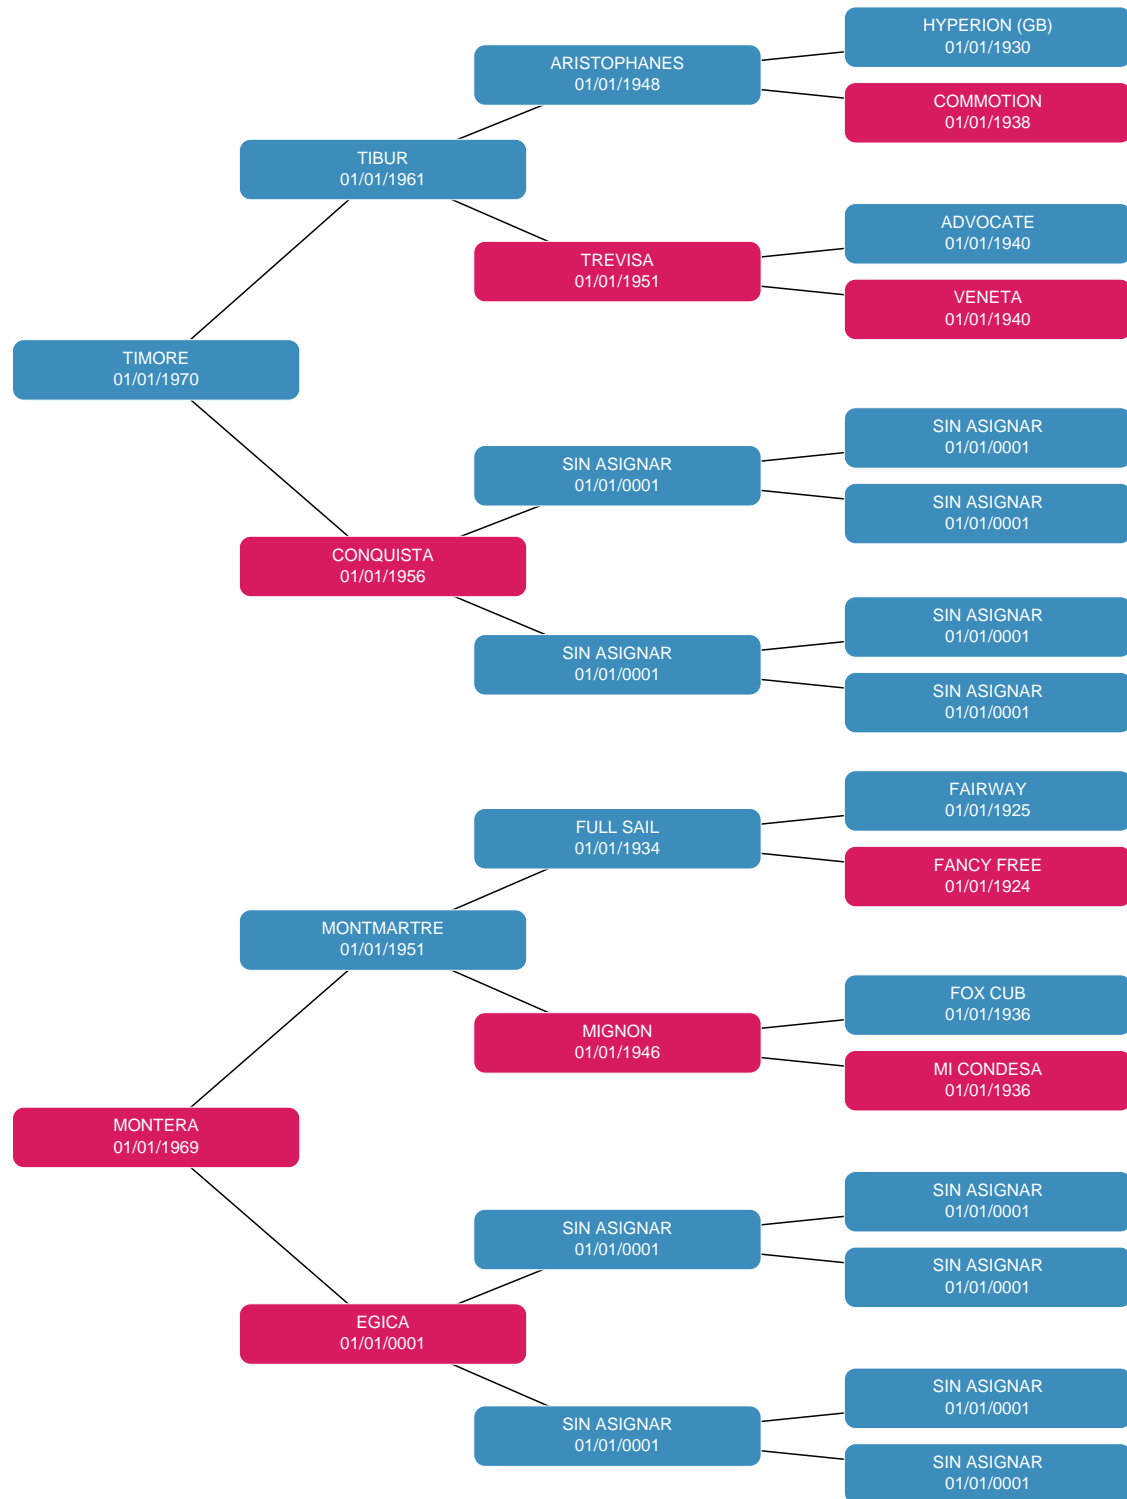 HYPERION (GB)
01/01/1930
ARISTOPHANES
01/01/1948
COMMOTION
01/01/1938
TIBUR
01/01/1961
ADVOCATE
01/01/1940
TREVISA
01/01/1951
VENETA
01/01/1940
TIMORE
01/01/1970
SIN ASIGNAR
01/01/0001
SIN ASIGNAR
01/01/0001
SIN ASIGNAR
01/01/0001
CONQUISTA
01/01/1956
SIN ASIGNAR
01/01/0001
SIN ASIGNAR
01/01/0001
SIN ASIGNAR
01/01/0001
FAIRWAY
01/01/1925
FULL SAIL
01/01/1934
FANCY FREE
01/01/1924
MONTMARTRE
01/01/1951
FOX CUB
01/01/1936
MIGNON
01/01/1946
MI CONDESA
01/01/1936
MONTERA
01/01/1969
SIN ASIGNAR
01/01/0001
SIN ASIGNAR
01/01/0001
SIN ASIGNAR
01/01/0001
EGICA
01/01/0001
SIN ASIGNAR
01/01/0001
SIN ASIGNAR
01/01/0001
SIN ASIGNAR
01/01/0001